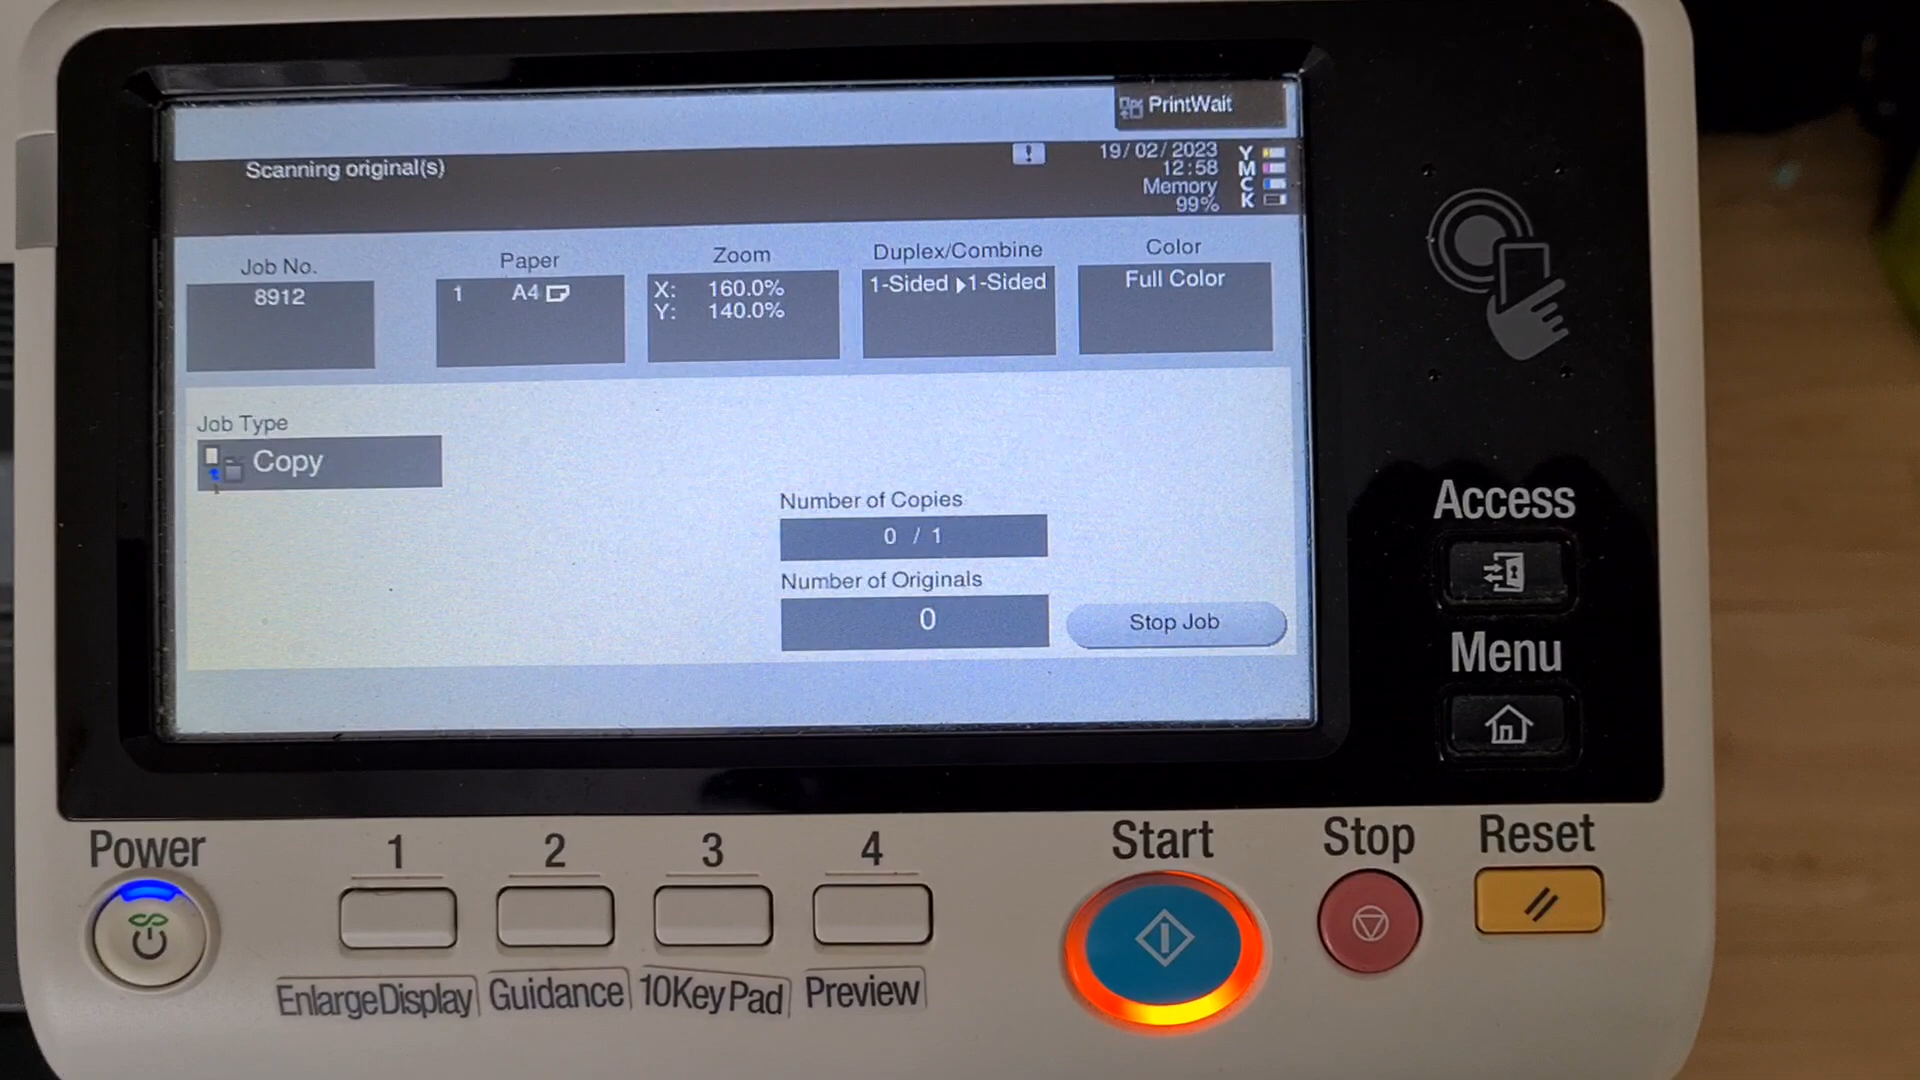 PrintWait
Scanning original(s)
!
19/02/2023
12:58
Memory
99%
Y
M
C
K
Job No.
8912
Paper
1 A4
Zoom
X: 160.0%
Y: 140.0%
Duplex/Combine
1-Sided ▶1-Sided
Color
Full Color
Job Type
Copy
Number of Copies
0 / 1
Number of Originals
0
Stop Job
Access
Menu
Power
1
2
3
4
Start
Stop
Reset
EnlargeDisplay
Guidance
10KeyPad
Preview